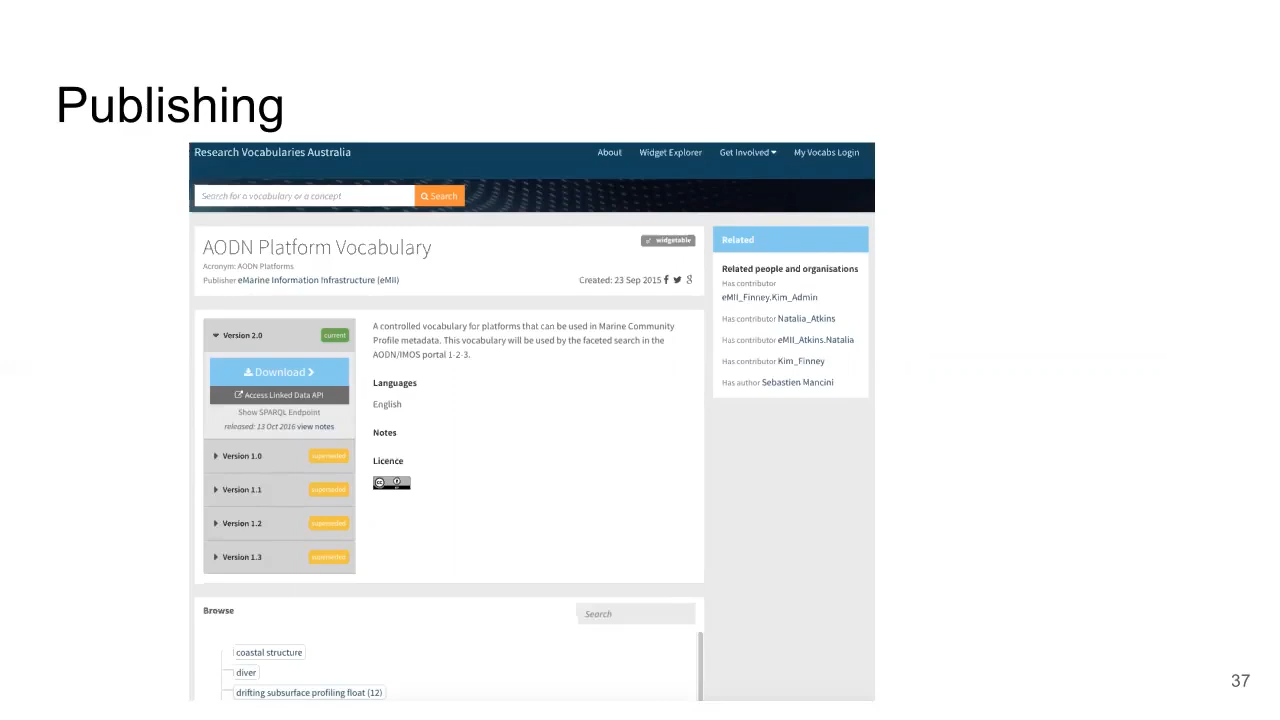 Publishing
Research Vocabularies Australia
About Widget Explorer Get Involved My Vocabs Login
Search for a vocabulary or a concept Search
AODN Platform Vocabulary
widgetable
Acronym: AODN Platforms
Publisher eMarine Information Infrastructure (eMII)
Created: 23 Sep 2015
Version 2.0 current
Download
Access Linked Data API
Show SPARQL Endpoint
released: 13 Oct 2016 view notes
Version 1.0 superseded
Version 1.1 superseded
Version 1.2 superseded
Version 1.3 superseded
A controlled vocabulary for platforms that can be used in Marine Community
Profile metadata. This vocabulary will be used by the faceted search in the
AODN/IMOS portal 1-2-3.
Languages
English
Notes
Licence
Related
Related people and organisations
Has contributor
eMII_Finney.Kim_Admin
Has contributor Natalia_Atkins
Has contributor eMII_Atkins.Natalia
Has contributor Kim_Finney
Has author Sebastien Mancini
Browse
Search
coastal structure
diver
drifting subsurface profiling float (12)
37